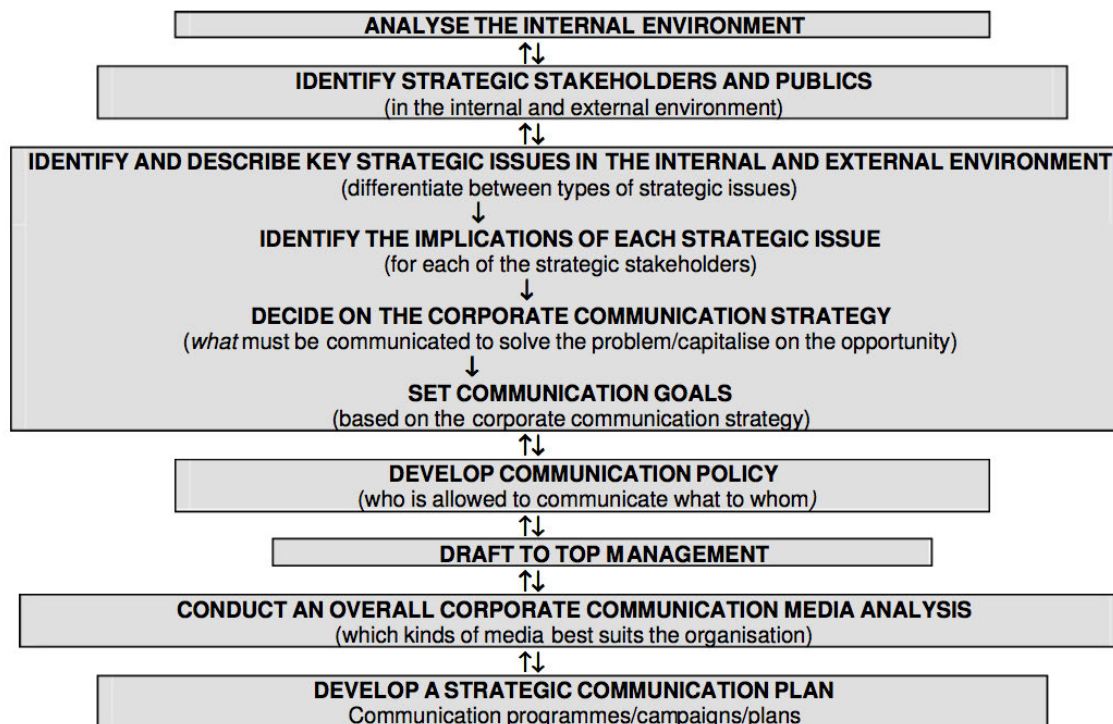 ANALYSE THE INTERNAL ENVIRONMENT
↑↓
IDENTIFY STRATEGIC STAKEHOLDERS AND PUBLICS
(in the internal and external environment)
↑↓
IDENTIFY AND DESCRIBE KEY STRATEGIC ISSUES IN THE INTERNAL AND EXTERNAL ENVIRONMENT
(differentiate between types of strategic issues)
↓
IDENTIFY THE IMPLICATIONS OF EACH STRATEGIC ISSUE
(for each of the strategic stakeholders)
↓
DECIDE ON THE CORPORATE COMMUNICATION STRATEGY
(what must be communicated to solve the problem/capitalise on the opportunity)
↓
SET COMMUNICATION GOALS
(based on the corporate communication strategy)
↑↓
DEVELOP COMMUNICATION POLICY
(who is allowed to communicate what to whom)
↑↓
DRAFT TO TOP MANAGEMENT
↑↓
CONDUCT AN OVERALL CORPORATE COMMUNICATION MEDIA ANALYSIS
(which kinds of media best suits the organisation)
↑↓
DEVELOP A STRATEGIC COMMUNICATION PLAN
Communication programmes/campaigns/plans